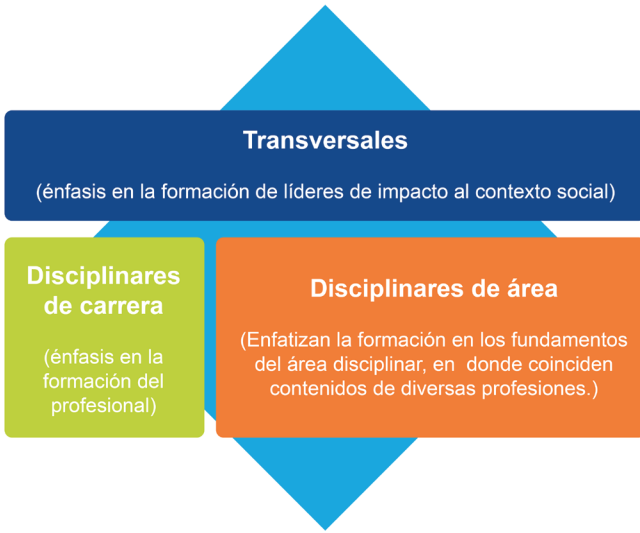 Transversales
(énfasis en la formación de líderes de impacto al contexto social)
Disciplinares
de carrera
(énfasis en la
formación del
profesional)
Disciplinares de área
(Enfatizan la formación en los fundamentos
del área disciplinar, en donde coinciden
contenidos de diversas profesiones.)